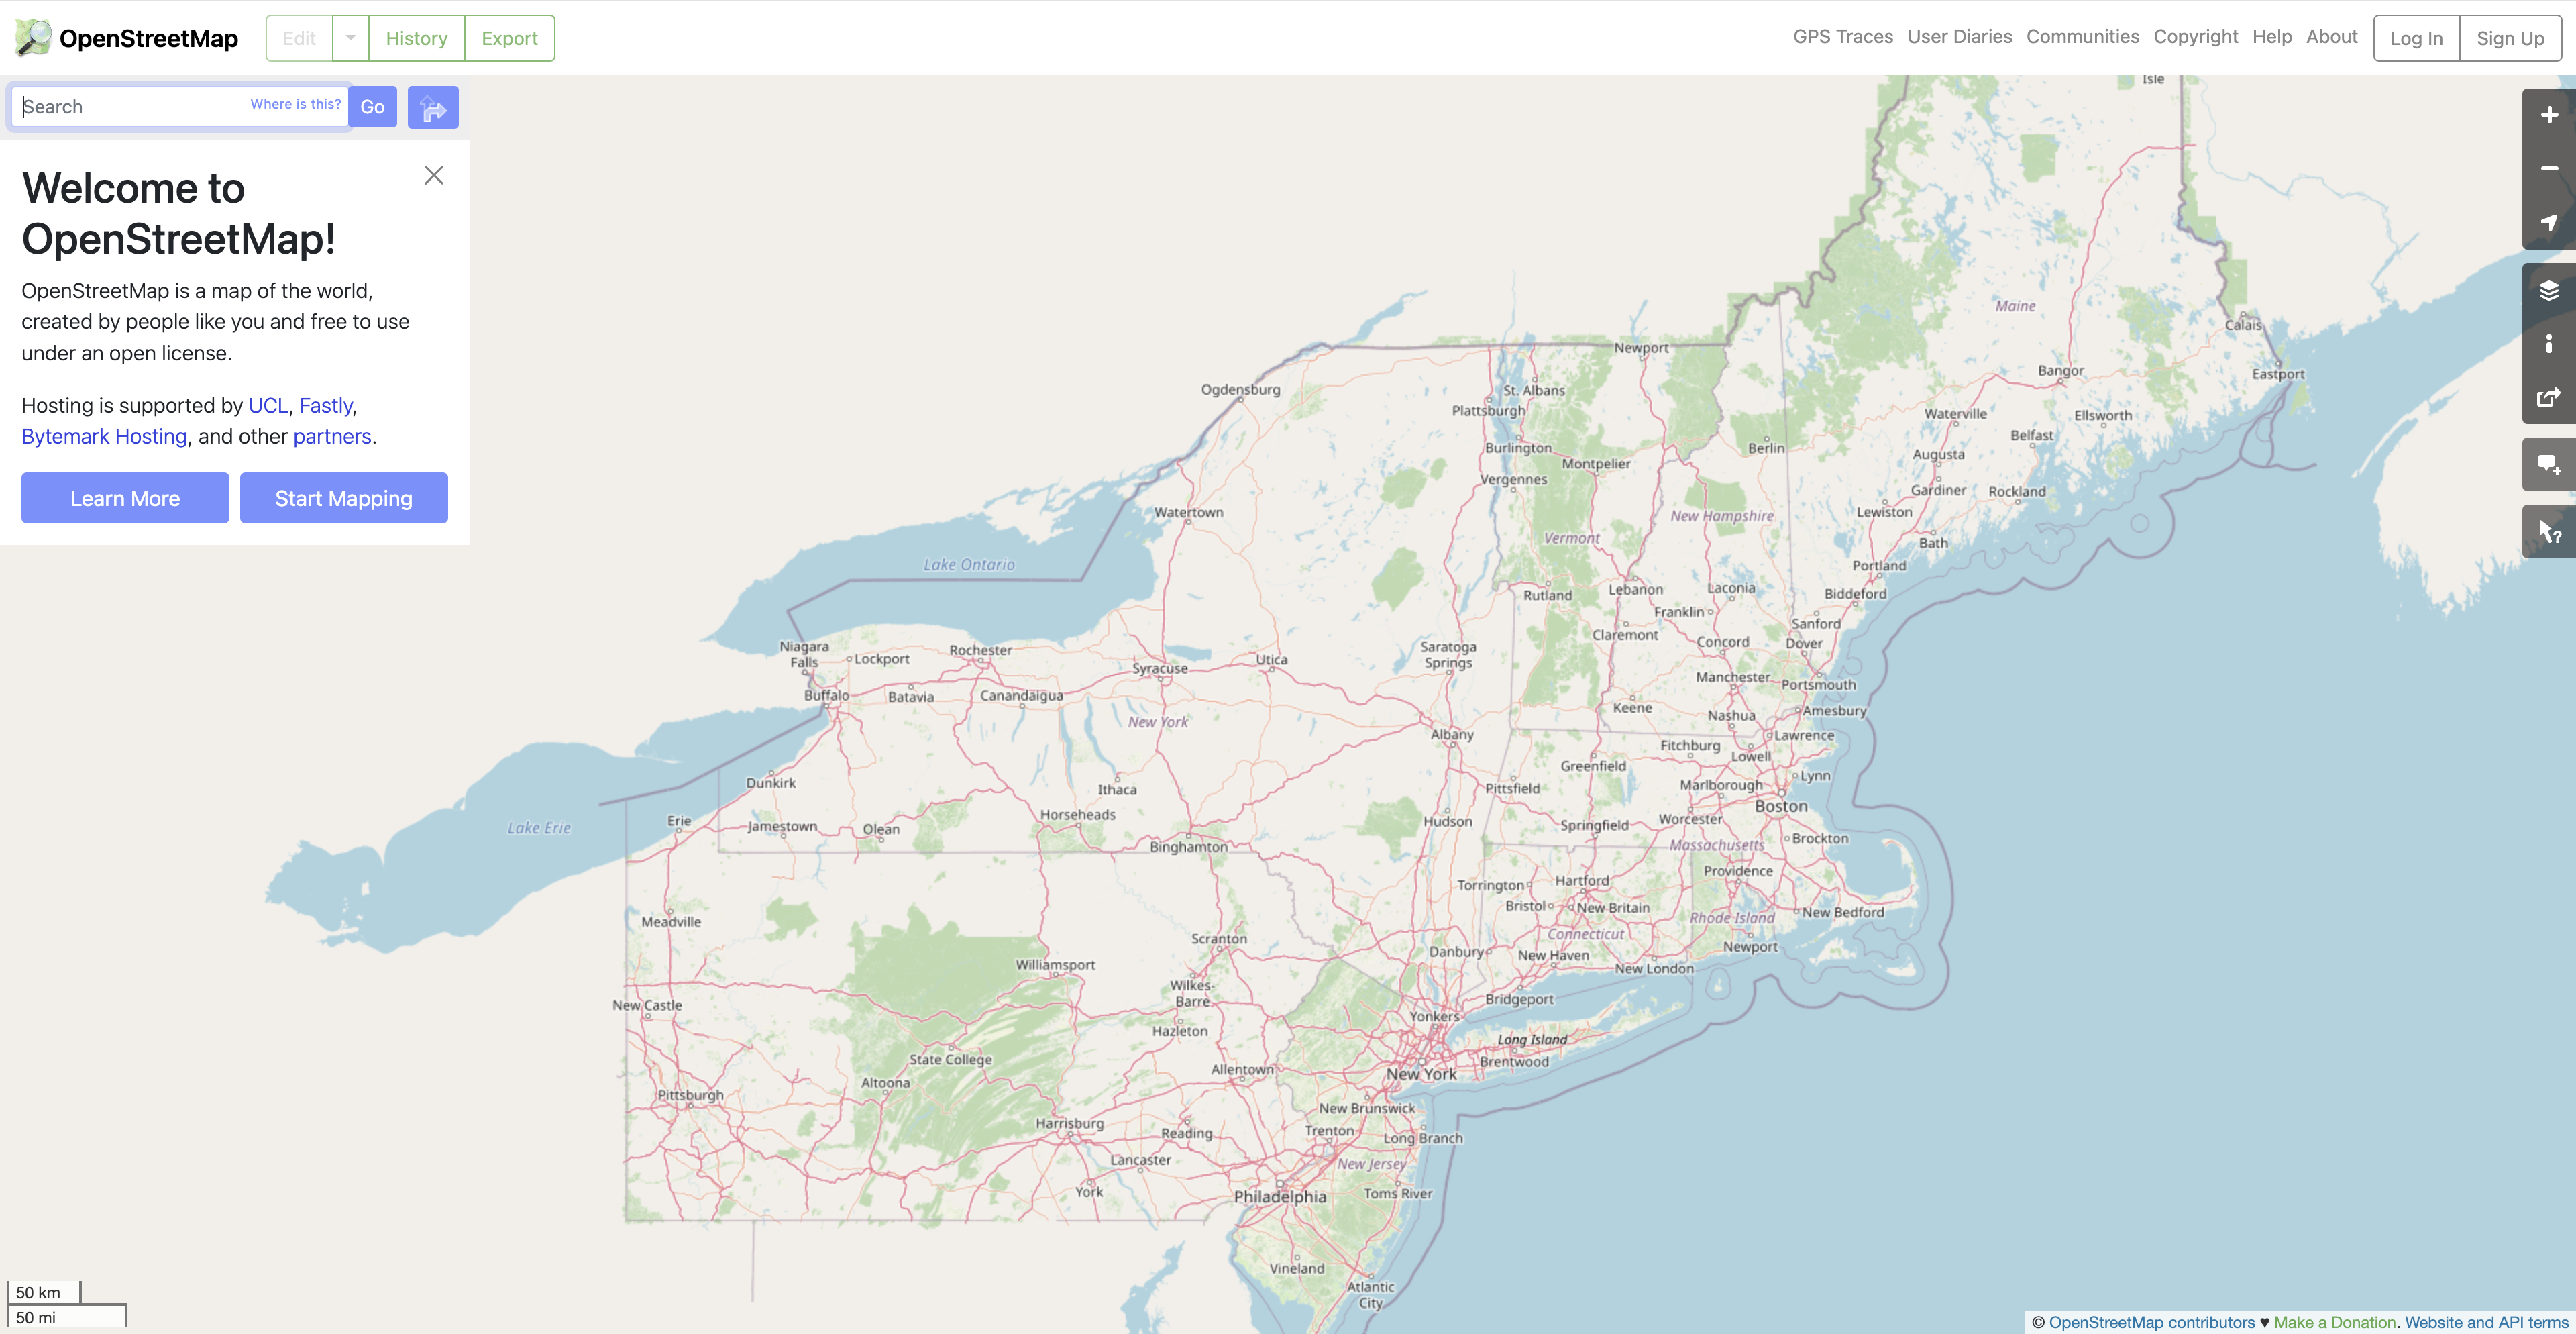 OpenStreetMap
Edit
History
Export
GPS Traces
User Diaries
Communities
Copyright
Help
About
Log In
Sign Up
Search
Where is this?
Go
Welcome to
OpenStreetMap!
OpenStreetMap is a map of the world,
created by people like you and free to use
under an open license.
Hosting is supported by UCL, Fastly,
Bytemark Hosting, and other partners.
Learn More
Start Mapping
Isle
Maine
Calais
Newport
Bangor
Eastport
Ogdensburg
St. Albans
Plattsburgh
Waterville
Ellsworth
Belfast
Burlington
Berlin
Augusta
Montpelier
Vergennes
Gardiner
Rockland
Watertown
New Hampshire
Lewiston
Vermont
Bath
Lake Ontario
Portland
Rutland
Lebanon
Laconia
Biddeford
Franklin
Sanford
Claremont
Concord
Dover
Niagara
Falls
Lockport
Rochester
Syracuse
Utica
Saratoga
Springs
Manchester
Portsmouth
Buffalo
Batavia
Canandaigua
Keene
Nashua
Amesbury
New York
Albany
Lawrence
Fitchburg
Lowell
Greenfield
Lynn
Dunkirk
Ithaca
Pittsfield
Marlborough
Boston
Horseheads
Erie
Jamestown
Olean
Hudson
Springfield
Worcester
Lake Erie
Brockton
Binghamton
Massachusetts
Providence
Torrington
Hartford
Bristol
New Britain
New Bedford
Rhode Island
Meadville
Connecticut
Scranton
Newport
Danbury
New Haven
New London
Williamsport
Wilkes-
Barre
Bridgeport
New Castle
Yonkers
Hazleton
Long Island
State College
Brentwood
Allentown
New York
Altoona
Pittsburgh
New Brunswick
Harrisburg
Reading
Trenton
Long Branch
Lancaster
New Jersey
York
Philadelphia
Toms River
Vineland
Atlantic
City
50 km
50 mi
© OpenStreetMap contributors ♥ Make a Donation. Website and API terms